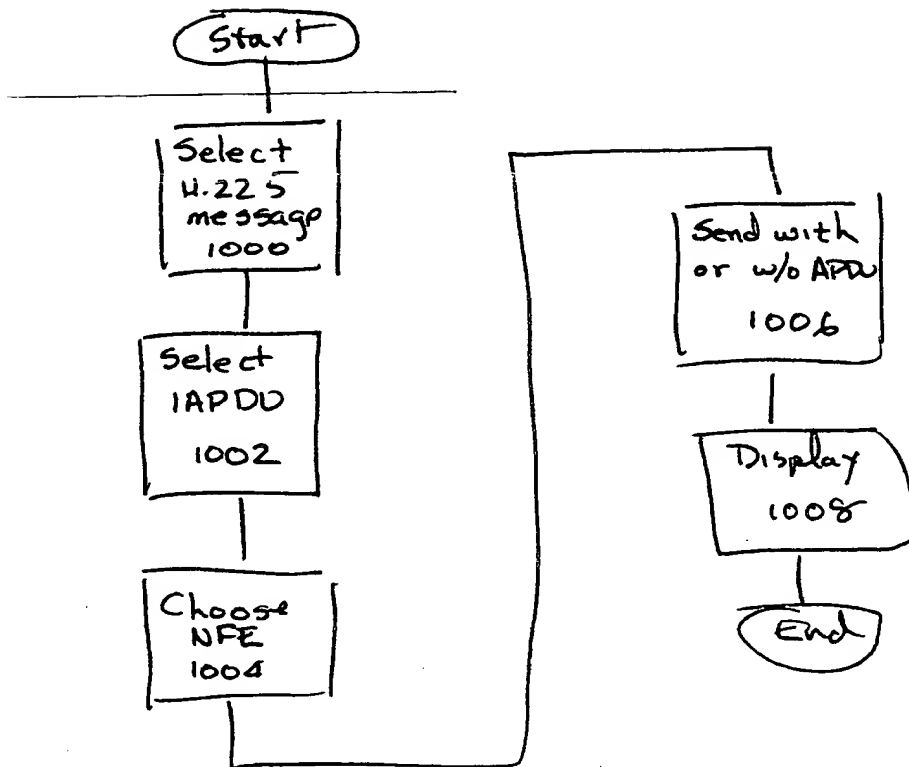 Start
Select
H.225
message
1000
Select
IAPDU
1002
Choose
NFE
1004
Send with
or w/o APDU
1006
Display
1008
End